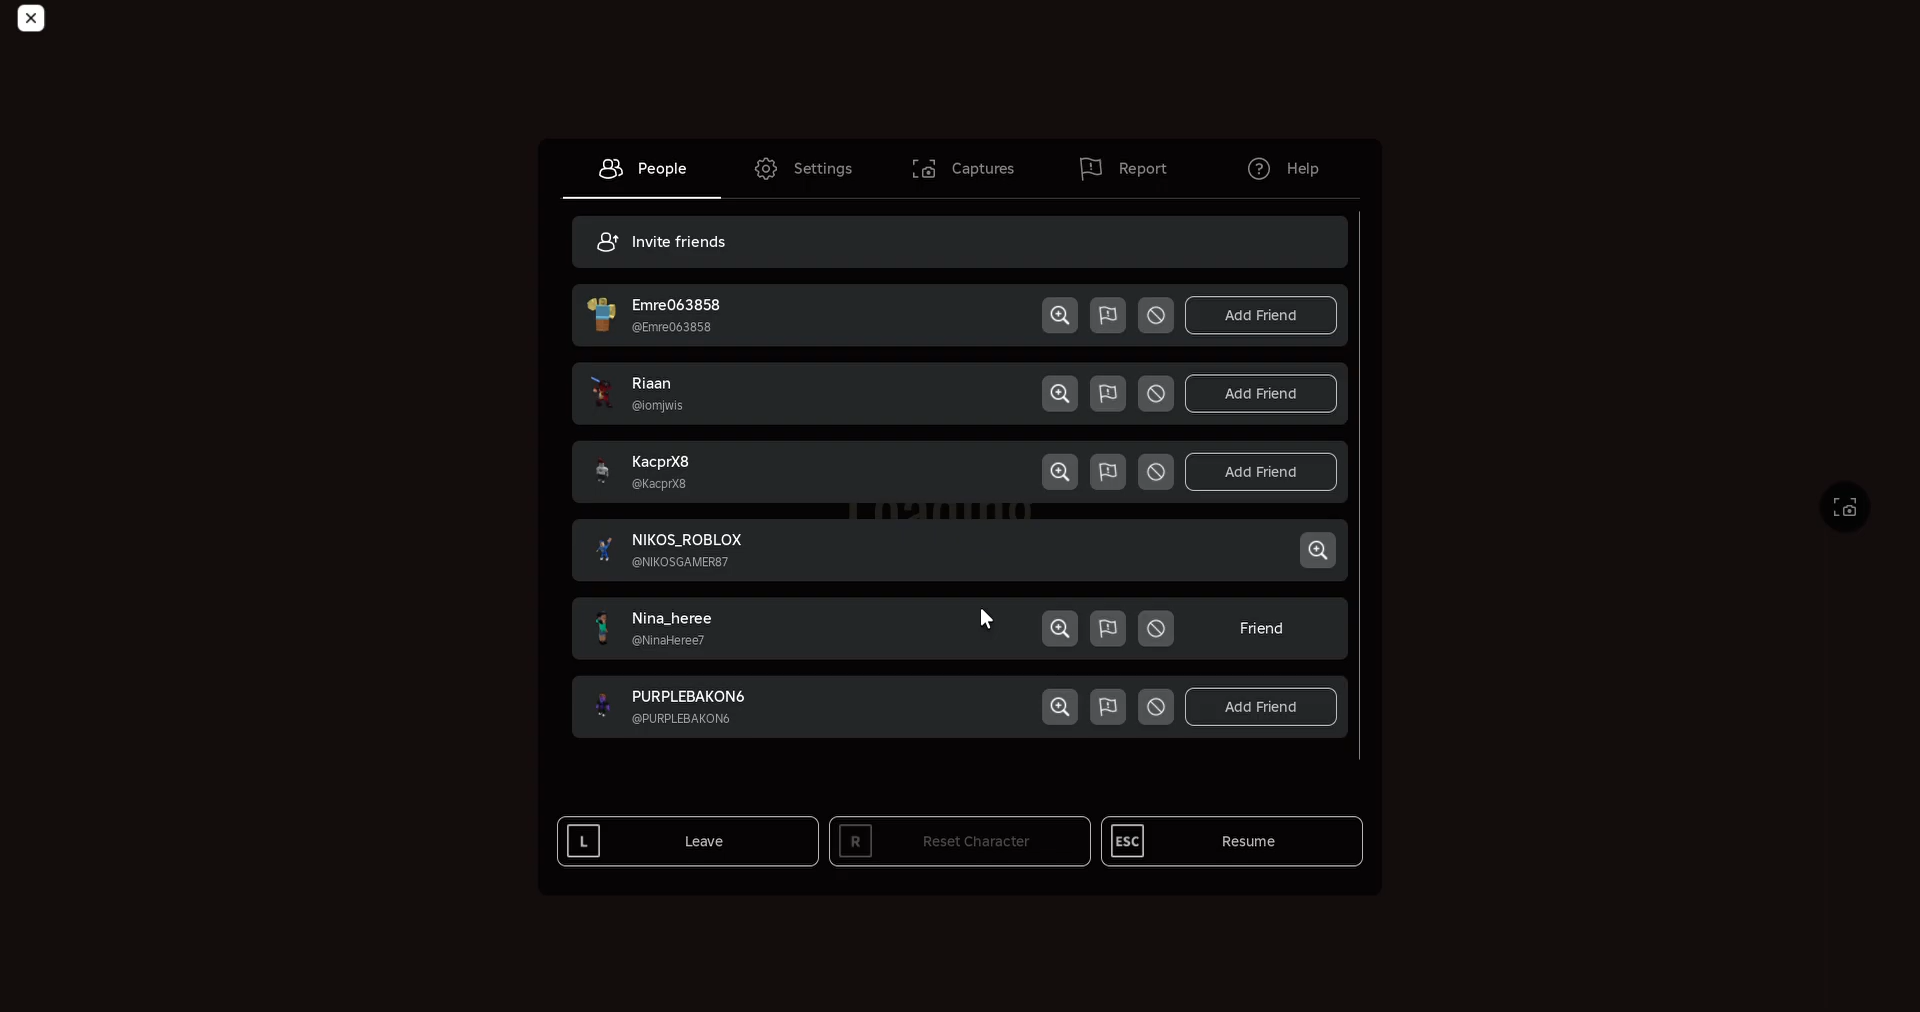 People
Settings
Captures
Report
Help
Invite friends
Emre063858
@Emre063858
Add Friend
Riaan
@iomjwis
Add Friend
KacprX8
@KacprX8
Add Friend
Loading
NIKOS_ROBLOX
@NIKOSGAMER87
Nina_heree
@NinaHeree7
Friend
PURPLEBAKON6
@PURPLEBAKON6
Add Friend
L Leave
R Reset Character
ESC Resume